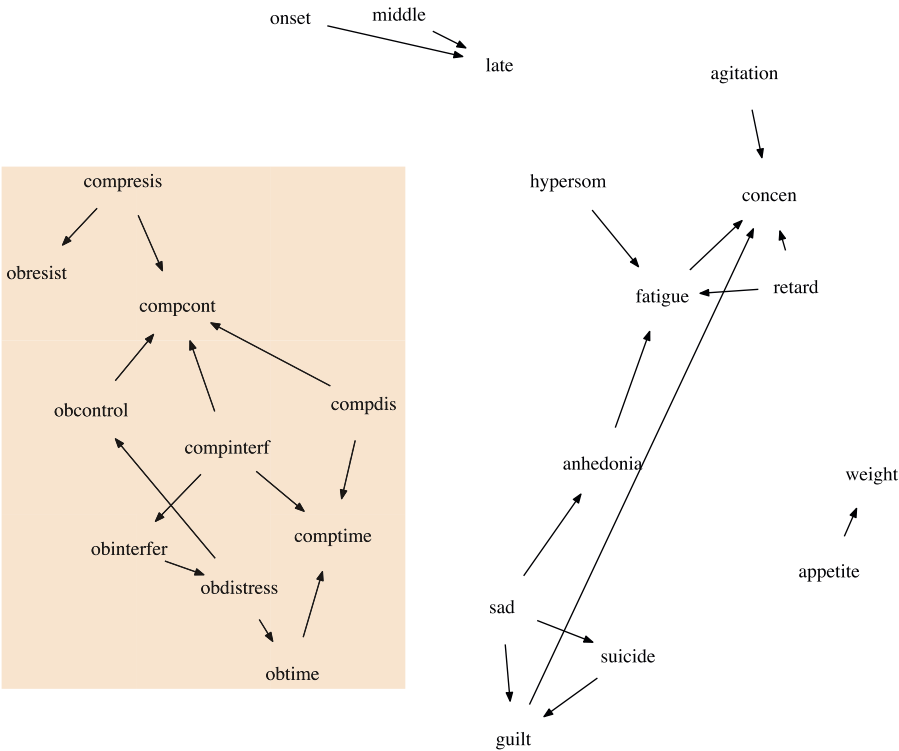 onset
middle
late
agitation
compresis
hypersom
concen
obresist
retard
fatigue
compcont
compdis
obcontrol
compinterf
anhedonia
weight
comptime
obinterfer
appetite
obdistress
sad
suicide
obtime
guilt